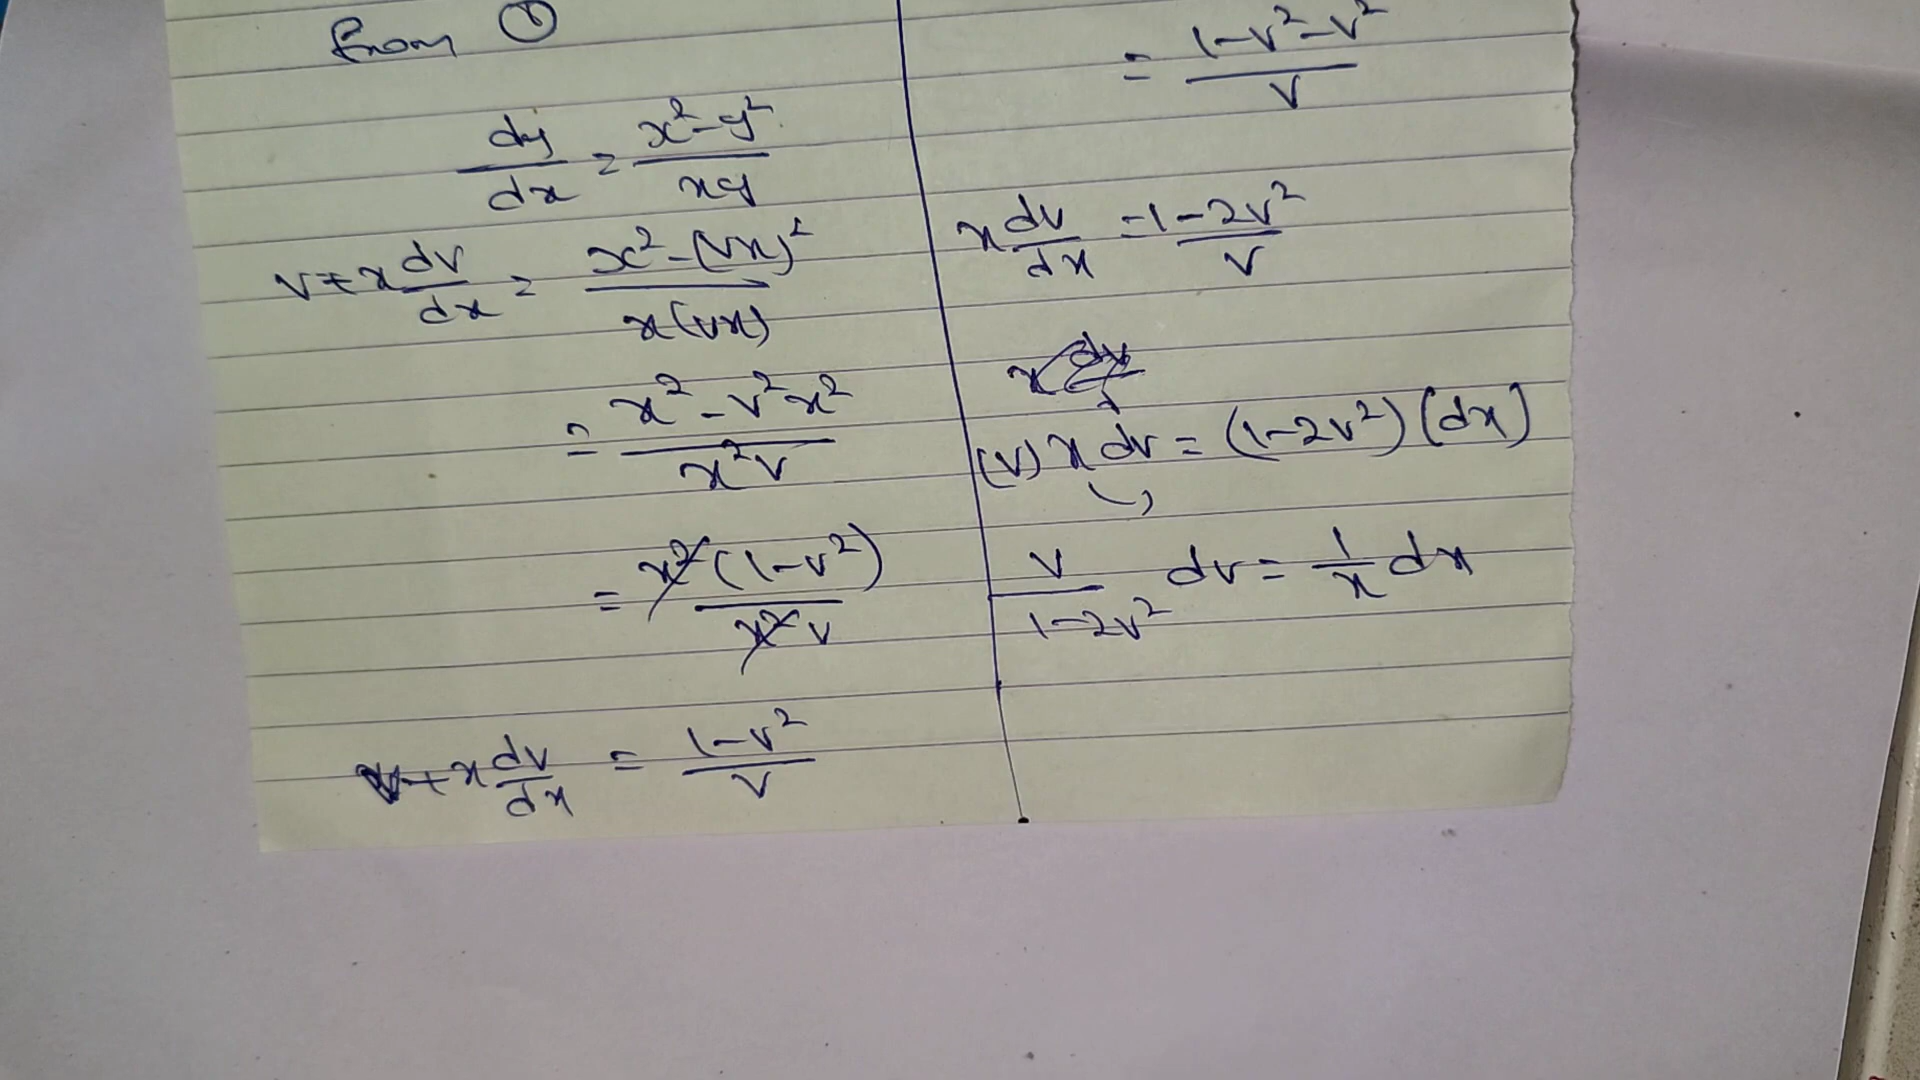 from ①
dy/dx = x² - y² / xy
v + x dv/dx = x² - (vx)² / x(vx)
= x² - v²x² / x²v
= x²(1 - v²) / x²v
v + x dv/dx = 1 - v² / v
= 1 - v² - v² / v
x dv/dx = 1 - 2v² / v
x dv/
(v) x dv = (1 - 2v²) (dx)
v / 1 - 2v² dv = 1/x dx